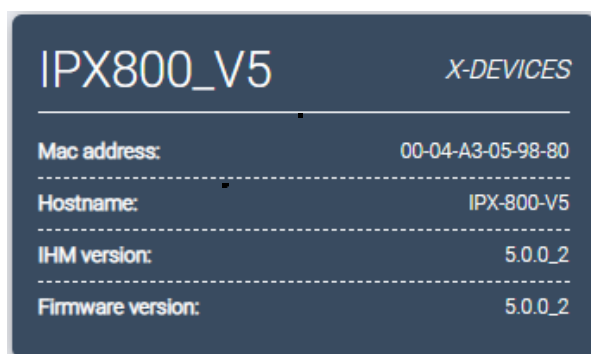 IPX800_V5 X-DEVICES
Mac address: 00-04-A3-05-98-80
Hostname: IPX-800-V5
IHM version: 5.0.0_2
Firmware version: 5.0.0_2